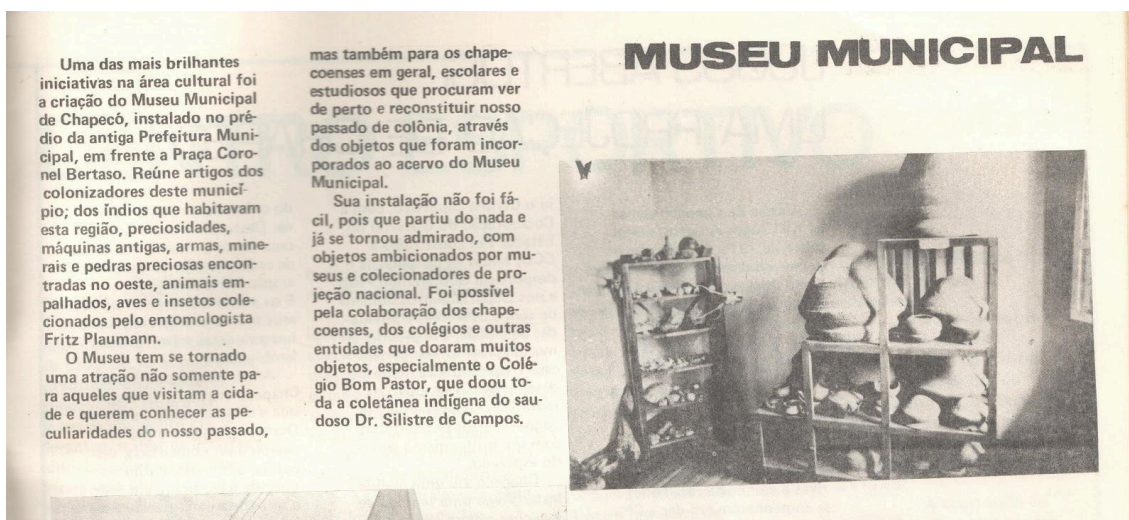 MUSEU MUNICIPAL
Uma das mais brilhantes
iniciativas na área cultural foi
a criação do Museu Municipal
de Chapecó, instalado no pré-
dio da antiga Prefeitura Muni-
cipal, em frente a Praça Coro-
nel Bertaso. Reúne artigos dos
colonizadores deste municí-
pio; dos índios que habitavam
esta região, preciosidades,
máquinas antigas, armas, mine-
rais e pedras preciosas encon-
tradas no oeste, animais em-
palhados, aves e insetos cole-
cionados pelo entomologista
Fritz Plaumann.
O Museu tem se tornado
uma atração não somente pa-
ra aqueles que visitam a cida-
de e querem conhecer as pe-
culiaridades do nosso passado,
mas também para os chape-
coenses em geral, escolares e
estudiosos que procuram ver
de perto e reconstituir nosso
passado de colônia, através
dos objetos que foram incor-
porados ao acervo do Museu
Municipal.
Sua instalação não foi fá-
cil, pois que partiu do nada e
já se tornou admirado, com
objetos ambicionados por mu-
seus e colecionadores de pro-
jeção nacional. Foi possível
pela colaboração dos chape-
coenses, dos colégios e outras
entidades que doaram muitos
objetos, especialmente o Colé-
gio Bom Pastor, que doou to-
da a coletânea indígena do sau-
doso Dr. Silistre de Campos.